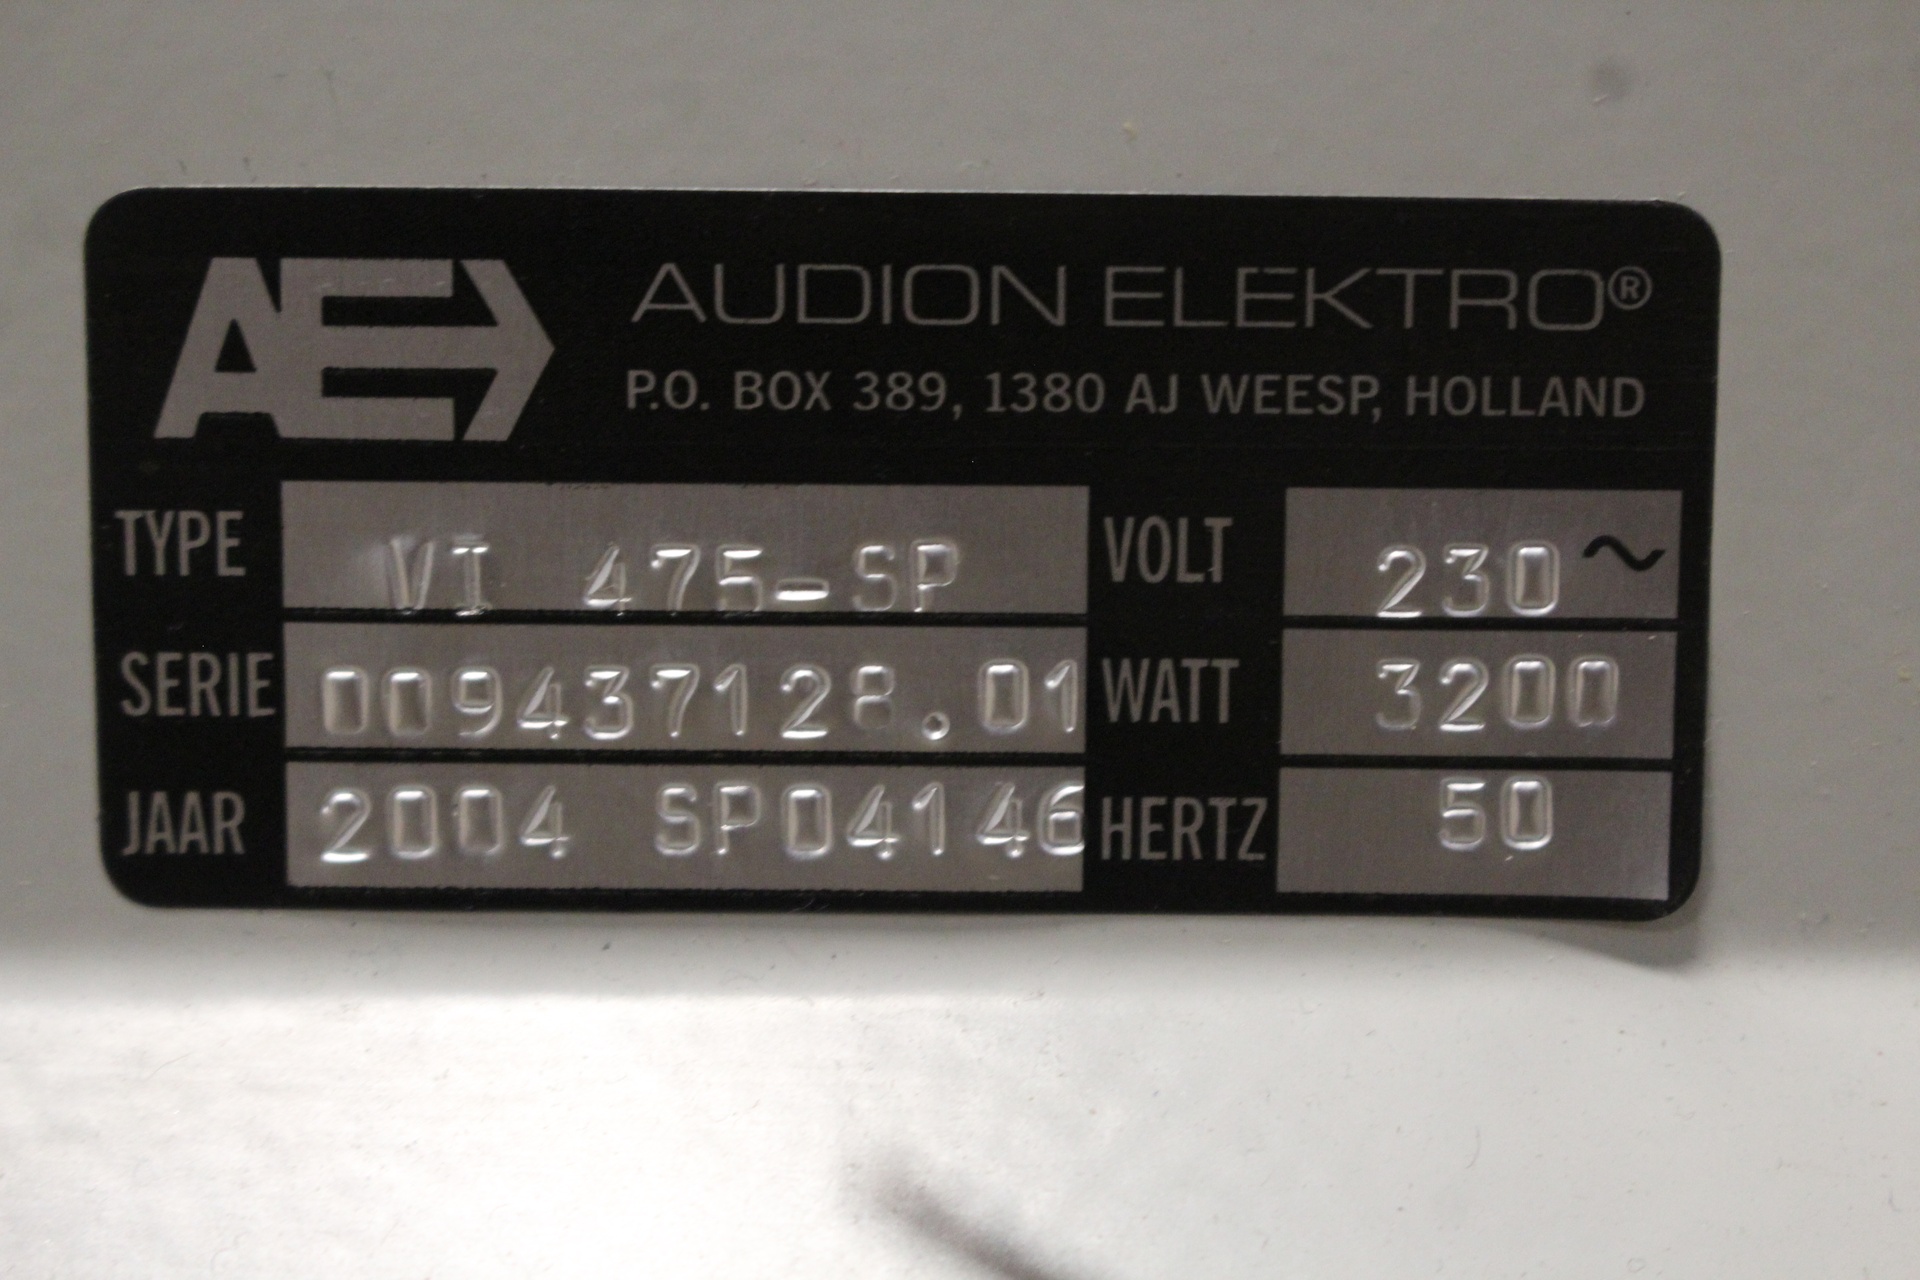 AE AUDION ELEKTRO®
P.O. BOX 389, 1380 AJ WEESP, HOLLAND
TYPE VI 475-SP VOLT 230 ~
SERIE 009437128.01 WATT 3200
JAAR 2004 SP04146 HERTZ 50